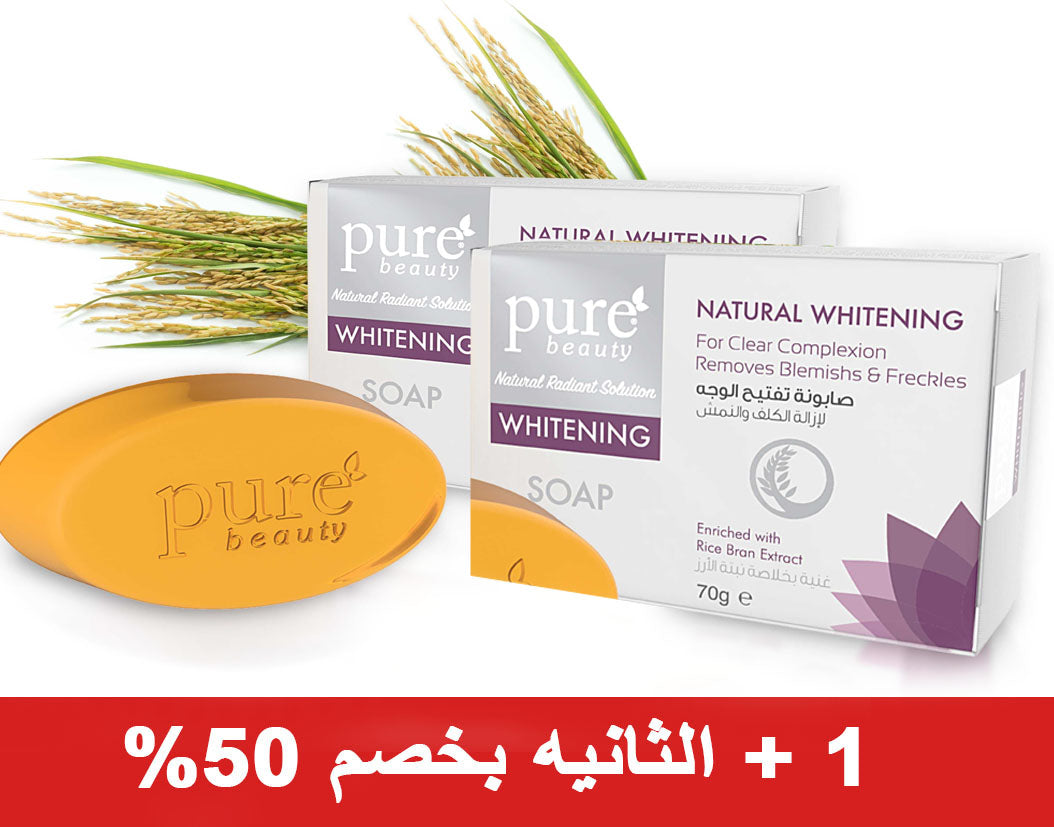 pure
beauty
Natural Radiant Solution
WHITENING
SOAP
NATURAL WHITENING
pure
beauty
Natural Radiant Solution
WHITENING
SOAP
NATURAL WHITENING
For Clear Complexion
Removes Blemishs & Freckles
صابونة تفتيح الوجه
لإزالة الكلف والنمش
Enriched with
Rice Bran Extract
غنية بخلاصة نبتة الأرز
70g e
pure
beauty
1 + الثانيه بخصم 50%